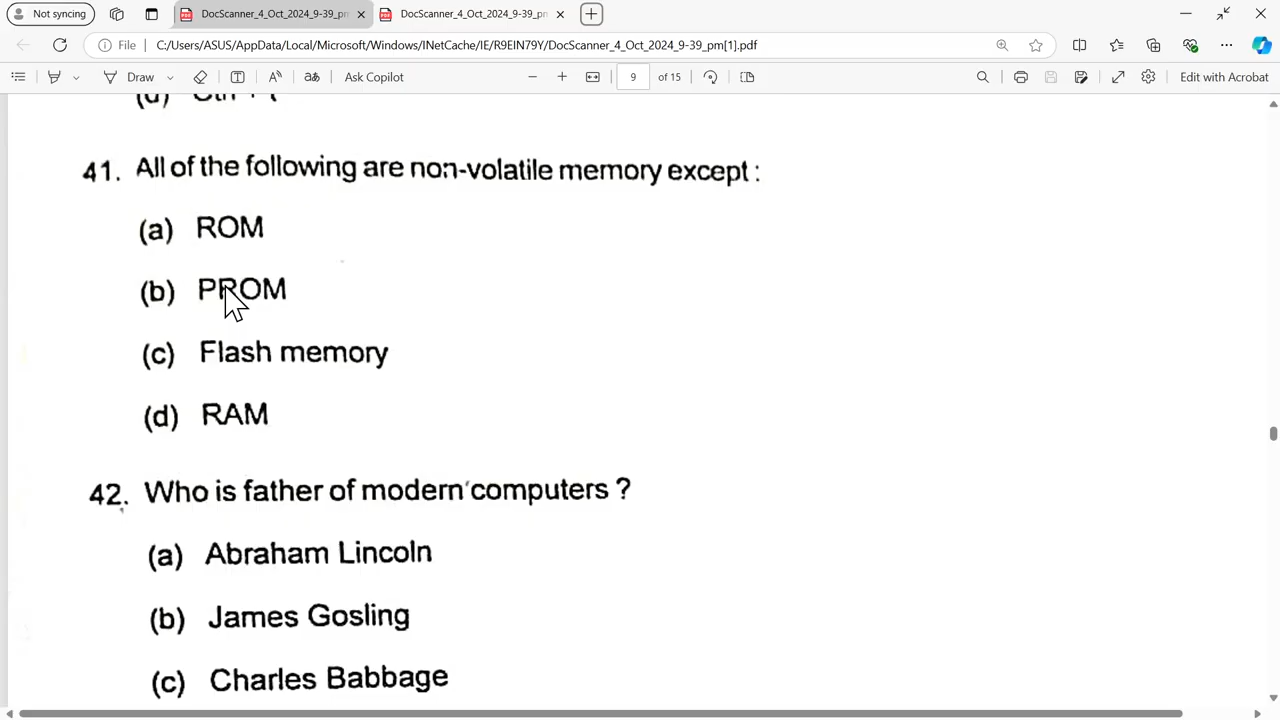 Not syncing
DocScanner_4_Oct_2024_9-39_pm
DocScanner_4_Oct_2024_9-39_pm
File
C:/Users/ASUS/AppData/Local/Microsoft/Windows/INetCache/IE/R9EIN79Y/DocScanner_4_Oct_2024_9-39_pm[1].pdf
Draw
Ask Copilot
9 of 15
Edit with Acrobat
41. All of the following are non-volatile memory except :
(a) ROM
(b) PROM
(c) Flash memory
(d) RAM
42. Who is father of modern computers ?
(a) Abraham Lincoln
(b) James Gosling
(c) Charles Babbage